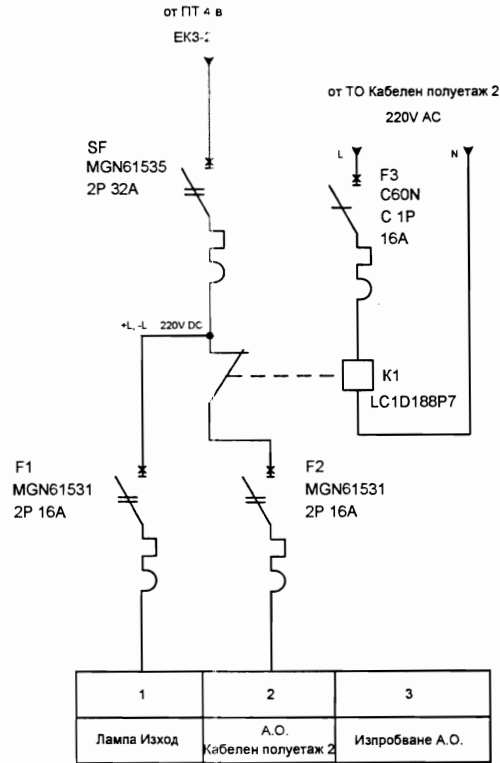 от ПТ 4 в
ЕКЗ-2
от ТО Кабелен полуетаж 2
220V AC
L
N
SF
MGN61535
2P 32A
F3
C60N
C 1P
16A
+L, -L 220V DC
K1
LC1D188P7
F1
MGN61531
2P 16A
F2
MGN61531
2P 16A
1
2
3
Лампа Изход
А.О.
Кабелен полуетаж 2
Изпробване А.О.